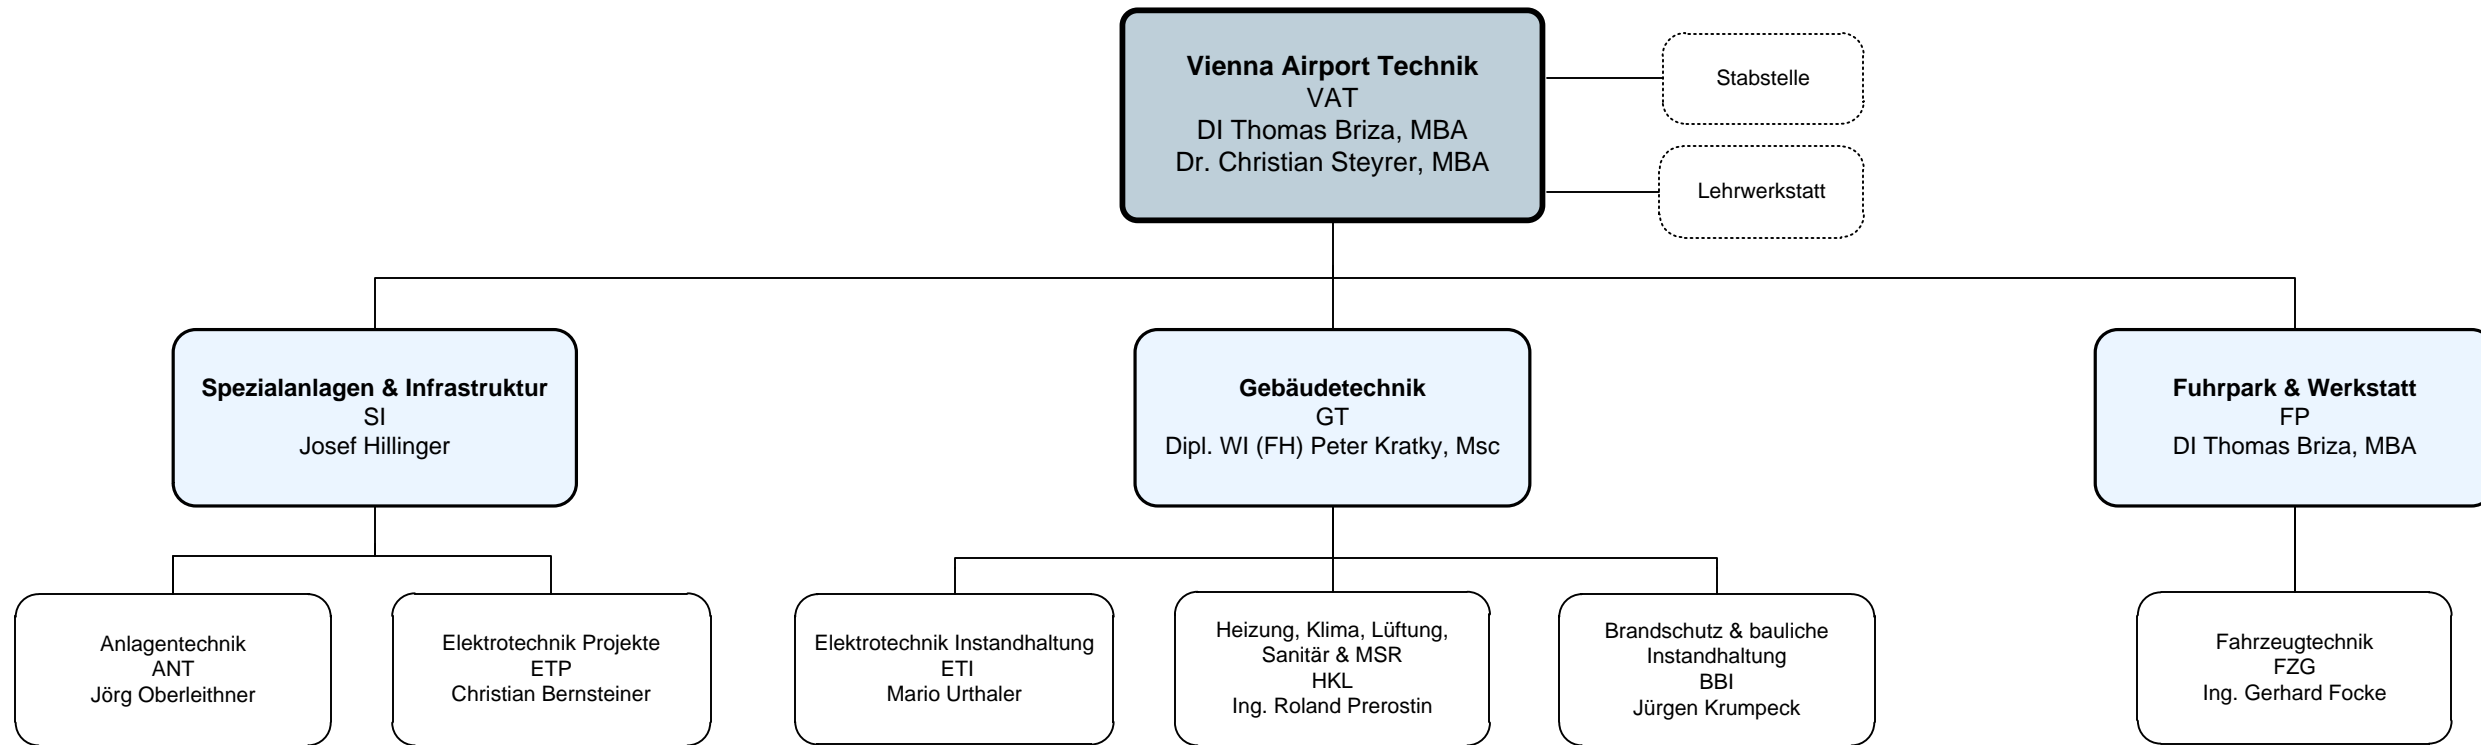 Vienna Airport Technik
VAT
DI Thomas Briza, MBA
Dr. Christian Steyrer, MBA
Stabstelle
Lehrwerkstatt
Spezialanlagen & Infrastruktur
SI
Josef Hillinger
Gebäudetechnik
GT
Dipl. WI (FH) Peter Kratky, Msc
Fuhrpark & Werkstatt
FP
DI Thomas Briza, MBA
Anlagentechnik
ANT
Jörg Oberleithner
Elektrotechnik Projekte
ETP
Christian Bernsteiner
Elektrotechnik Instandhaltung
ETI
Mario Urthaler
Heizung, Klima, Lüftung,
Sanitär & MSR
HKL
Ing. Roland Prerostin
Brandschutz & bauliche
Instandhaltung
BBI
Jürgen Krumpeck
Fahrzeugtechnik
FZG
Ing. Gerhard Focke